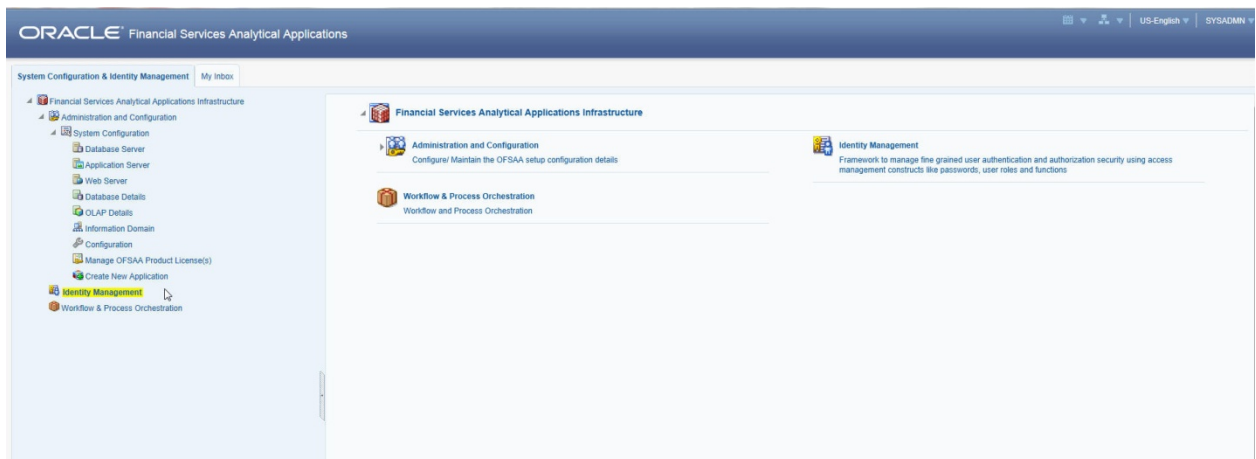 ORACLE® Financial Services Analytical Applications
US-English
SYSADMN
System Configuration & Identity Management
My Inbox
Financial Services Analytical Applications Infrastructure
Administration and Configuration
System Configuration
Database Server
Application Server
Web Server
Database Details
OLAP Details
Information Domain
Configuration
Manage OFSAA Product License(s)
Create New Application
Identity Management
Workflow & Process Orchestration
Financial Services Analytical Applications Infrastructure
Administration and Configuration
Configure/ Maintain the OFSAA setup configuration details
Identity Management
Framework to manage fine grained user authentication and authorization security using access
management constructs like passwords, user roles and functions
Workflow & Process Orchestration
Workflow and Process Orchestration